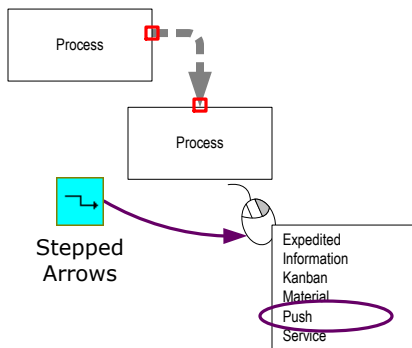 Process
Process
Stepped
Arrows
Expedited
Information
Kanban
Material
Push
Service